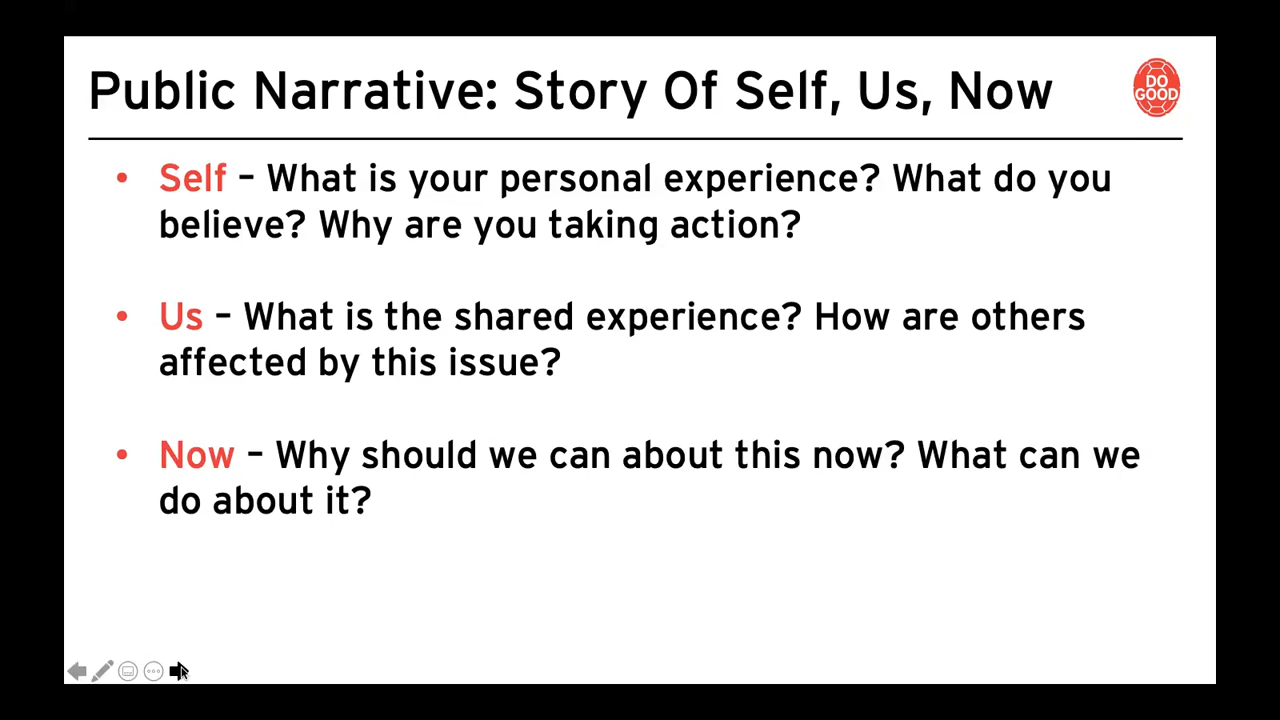 Public Narrative: Story Of Self, Us, Now
DO
GOOD
• Self – What is your personal experience? What do you
believe? Why are you taking action?
• Us – What is the shared experience? How are others
affected by this issue?
• Now – Why should we can about this now? What can we
do about it?